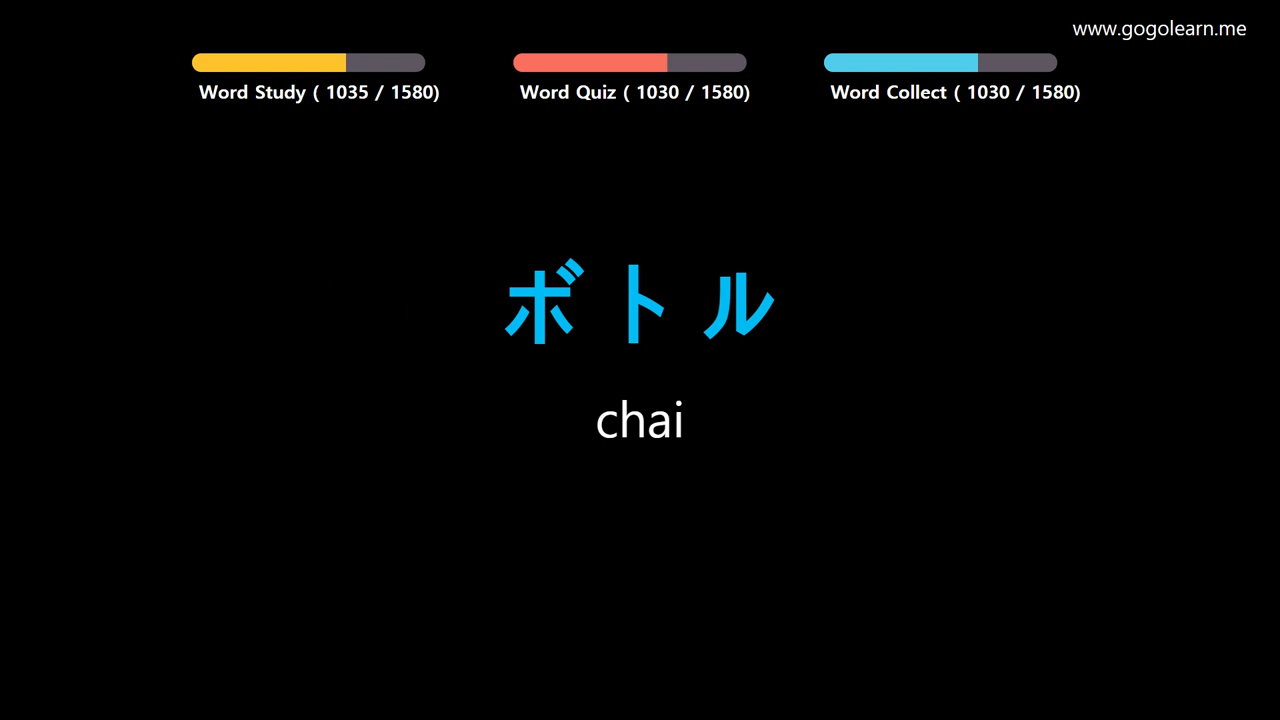 www.gogolearn.me
Word Study ( 1035 / 1580)
Word Quiz ( 1030 / 1580)
Word Collect ( 1030 / 1580)
ボトル
chai